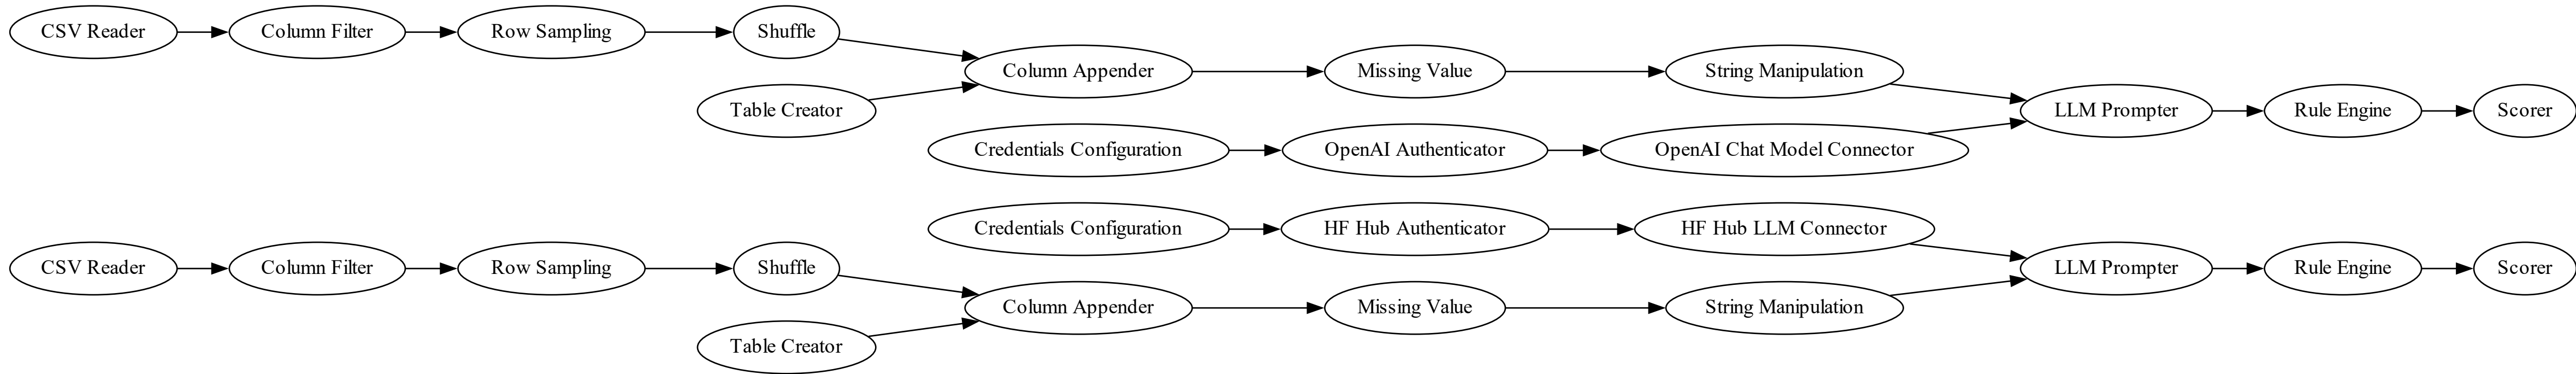 CSV Reader
Column Filter
Row Sampling
Shuffle
Table Creator
Column Appender
Missing Value
String Manipulation
Credentials Configuration
OpenAI Authenticator
OpenAI Chat Model Connector
LLM Prompter
Rule Engine
Scorer
Credentials Configuration
HF Hub Authenticator
HF Hub LLM Connector
CSV Reader
Column Filter
Row Sampling
Shuffle
Table Creator
Column Appender
Missing Value
String Manipulation
LLM Prompter
Rule Engine
Scorer